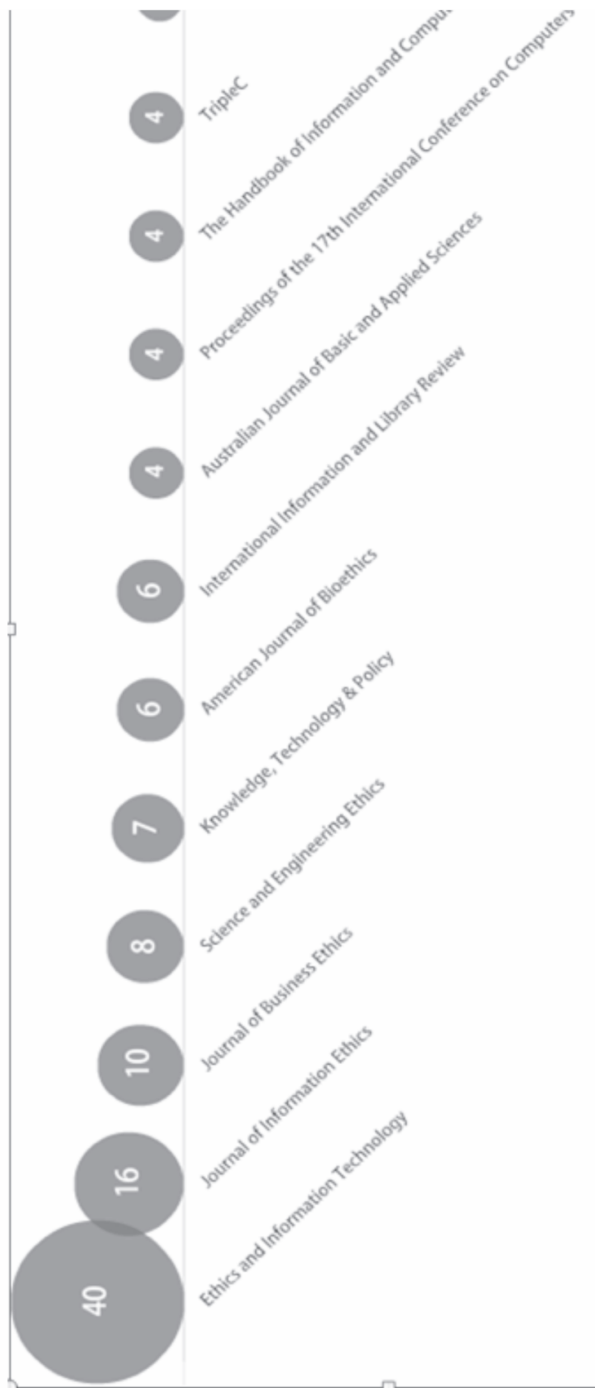 4 TripleC
4 The Handbook of Information and
4 Proceedings of the 17th International Conference on Computers
4 Australian Journal of Basic and Applied Sciences
6 International Information and Library Review
6 American Journal of Bioethics
7 Knowledge, Technology & Policy
8 Science and Engineering Ethics
10 Journal of Business Ethics
16 Journal of Information Ethics
40 Ethics and Information Technology